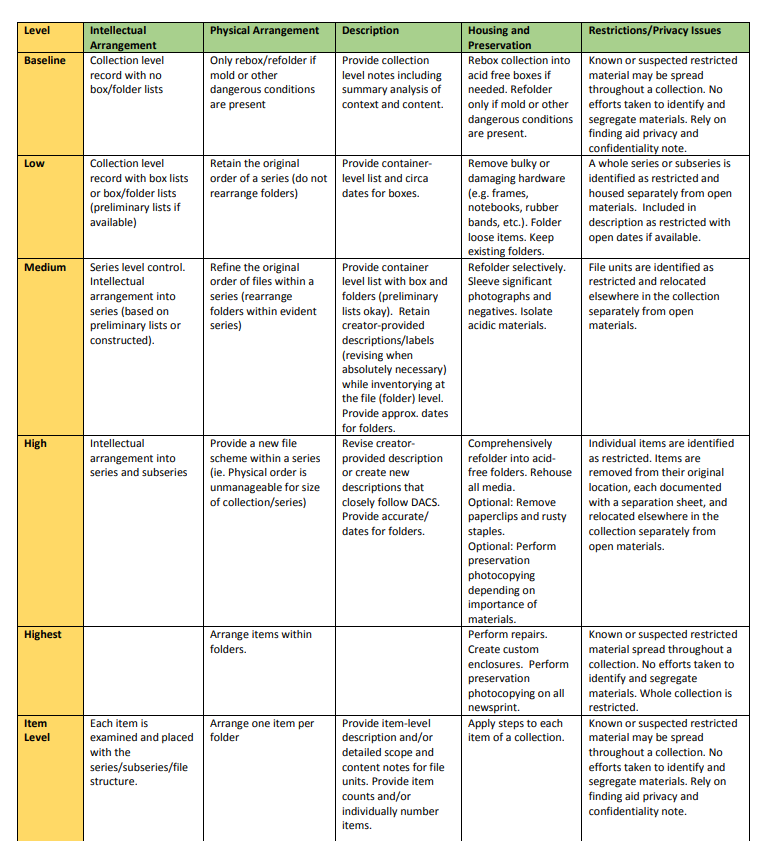 Level
Intellectual
Arrangement
Physical Arrangement
Description
Housing and
Preservation
Restrictions/Privacy Issues
Baseline
Collection level
record with no
box/folder lists
Only rebox/refolder if
mold or other
dangerous conditions
are present
Provide collection
level notes including
summary analysis of
context and content.
Rebox collection into
acid free boxes if
needed. Refolder
only if mold or other
dangerous conditions
are present.
Known or suspected restricted
material may be spread
throughout a collection. No
efforts taken to identify and
segregate materials. Rely on
finding aid privacy and
confidentiality note.
Low
Collection level
record with box lists
or box/folder lists
(preliminary lists if
available)
Retain the original
order of a series (do not
rearrange folders)
Provide container-
level list and circa
dates for boxes.
Remove bulky or
damaging hardware
(e.g. frames,
notebooks, rubber
bands, etc.). Folder
loose items. Keep
existing folders.
A whole series or subseries is
identified as restricted and
housed separately from open
materials.  Included in
description as restricted with
open dates if available.
Medium
Series level control.
Intellectual
arrangement into
series (based on
preliminary lists or
constructed).
Refine the original
order of files within a
series (rearrange
folders within evident
series)
Provide container
level list with box and
folders (preliminary
lists okay).  Retain
creator-provided
descriptions/labels
(revising when
absolutely necessary)
while inventorying at
the file (folder) level.
Provide approx. dates
for folders.
Refolder selectively.
Sleeve significant
photographs and
negatives. Isolate
acidic materials.
File units are identified as
restricted and relocated
elsewhere in the collection
separately from open
materials.
High
Intellectual
arrangement into
series and subseries
Provide a new file
scheme within a series
(ie. Physical order is
unmanageable for size
of collection/series)
Revise creator-
provided description
or create new
descriptions that
closely follow DACS.
Provide accurate/
dates for folders.
Comprehensively
refolder into acid-
free folders. Rehouse
all media.
Optional: Remove
paperclips and rusty
staples.
Optional: Perform
preservation
photocopying
depending on
importance of
materials.
Individual items are identified
as restricted. Items are
removed from their original
location, each documented
with a separation sheet, and
relocated elsewhere in the
collection separately from
open materials.
Highest
Arrange items within
folders.
Perform repairs.
Create custom
enclosures.  Perform
preservation
photocopying on all
newsprint.
Known or suspected restricted
material spread throughout a
collection. No efforts taken to
identify and segregate
materials. Whole collection is
restricted.
Item
Level
Each item is
examined and placed
with the
series/subseries/file
structure.
Arrange one item per
folder
Provide item-level
description and/or
detailed scope and
content notes for file
units. Provide item
counts and/or
individually number
items.
Apply steps to each
item of a collection.
Known or suspected restricted
material may be spread
throughout a collection. No
efforts taken to identify and
segregate materials. Rely on
finding aid privacy and
confidentiality note.